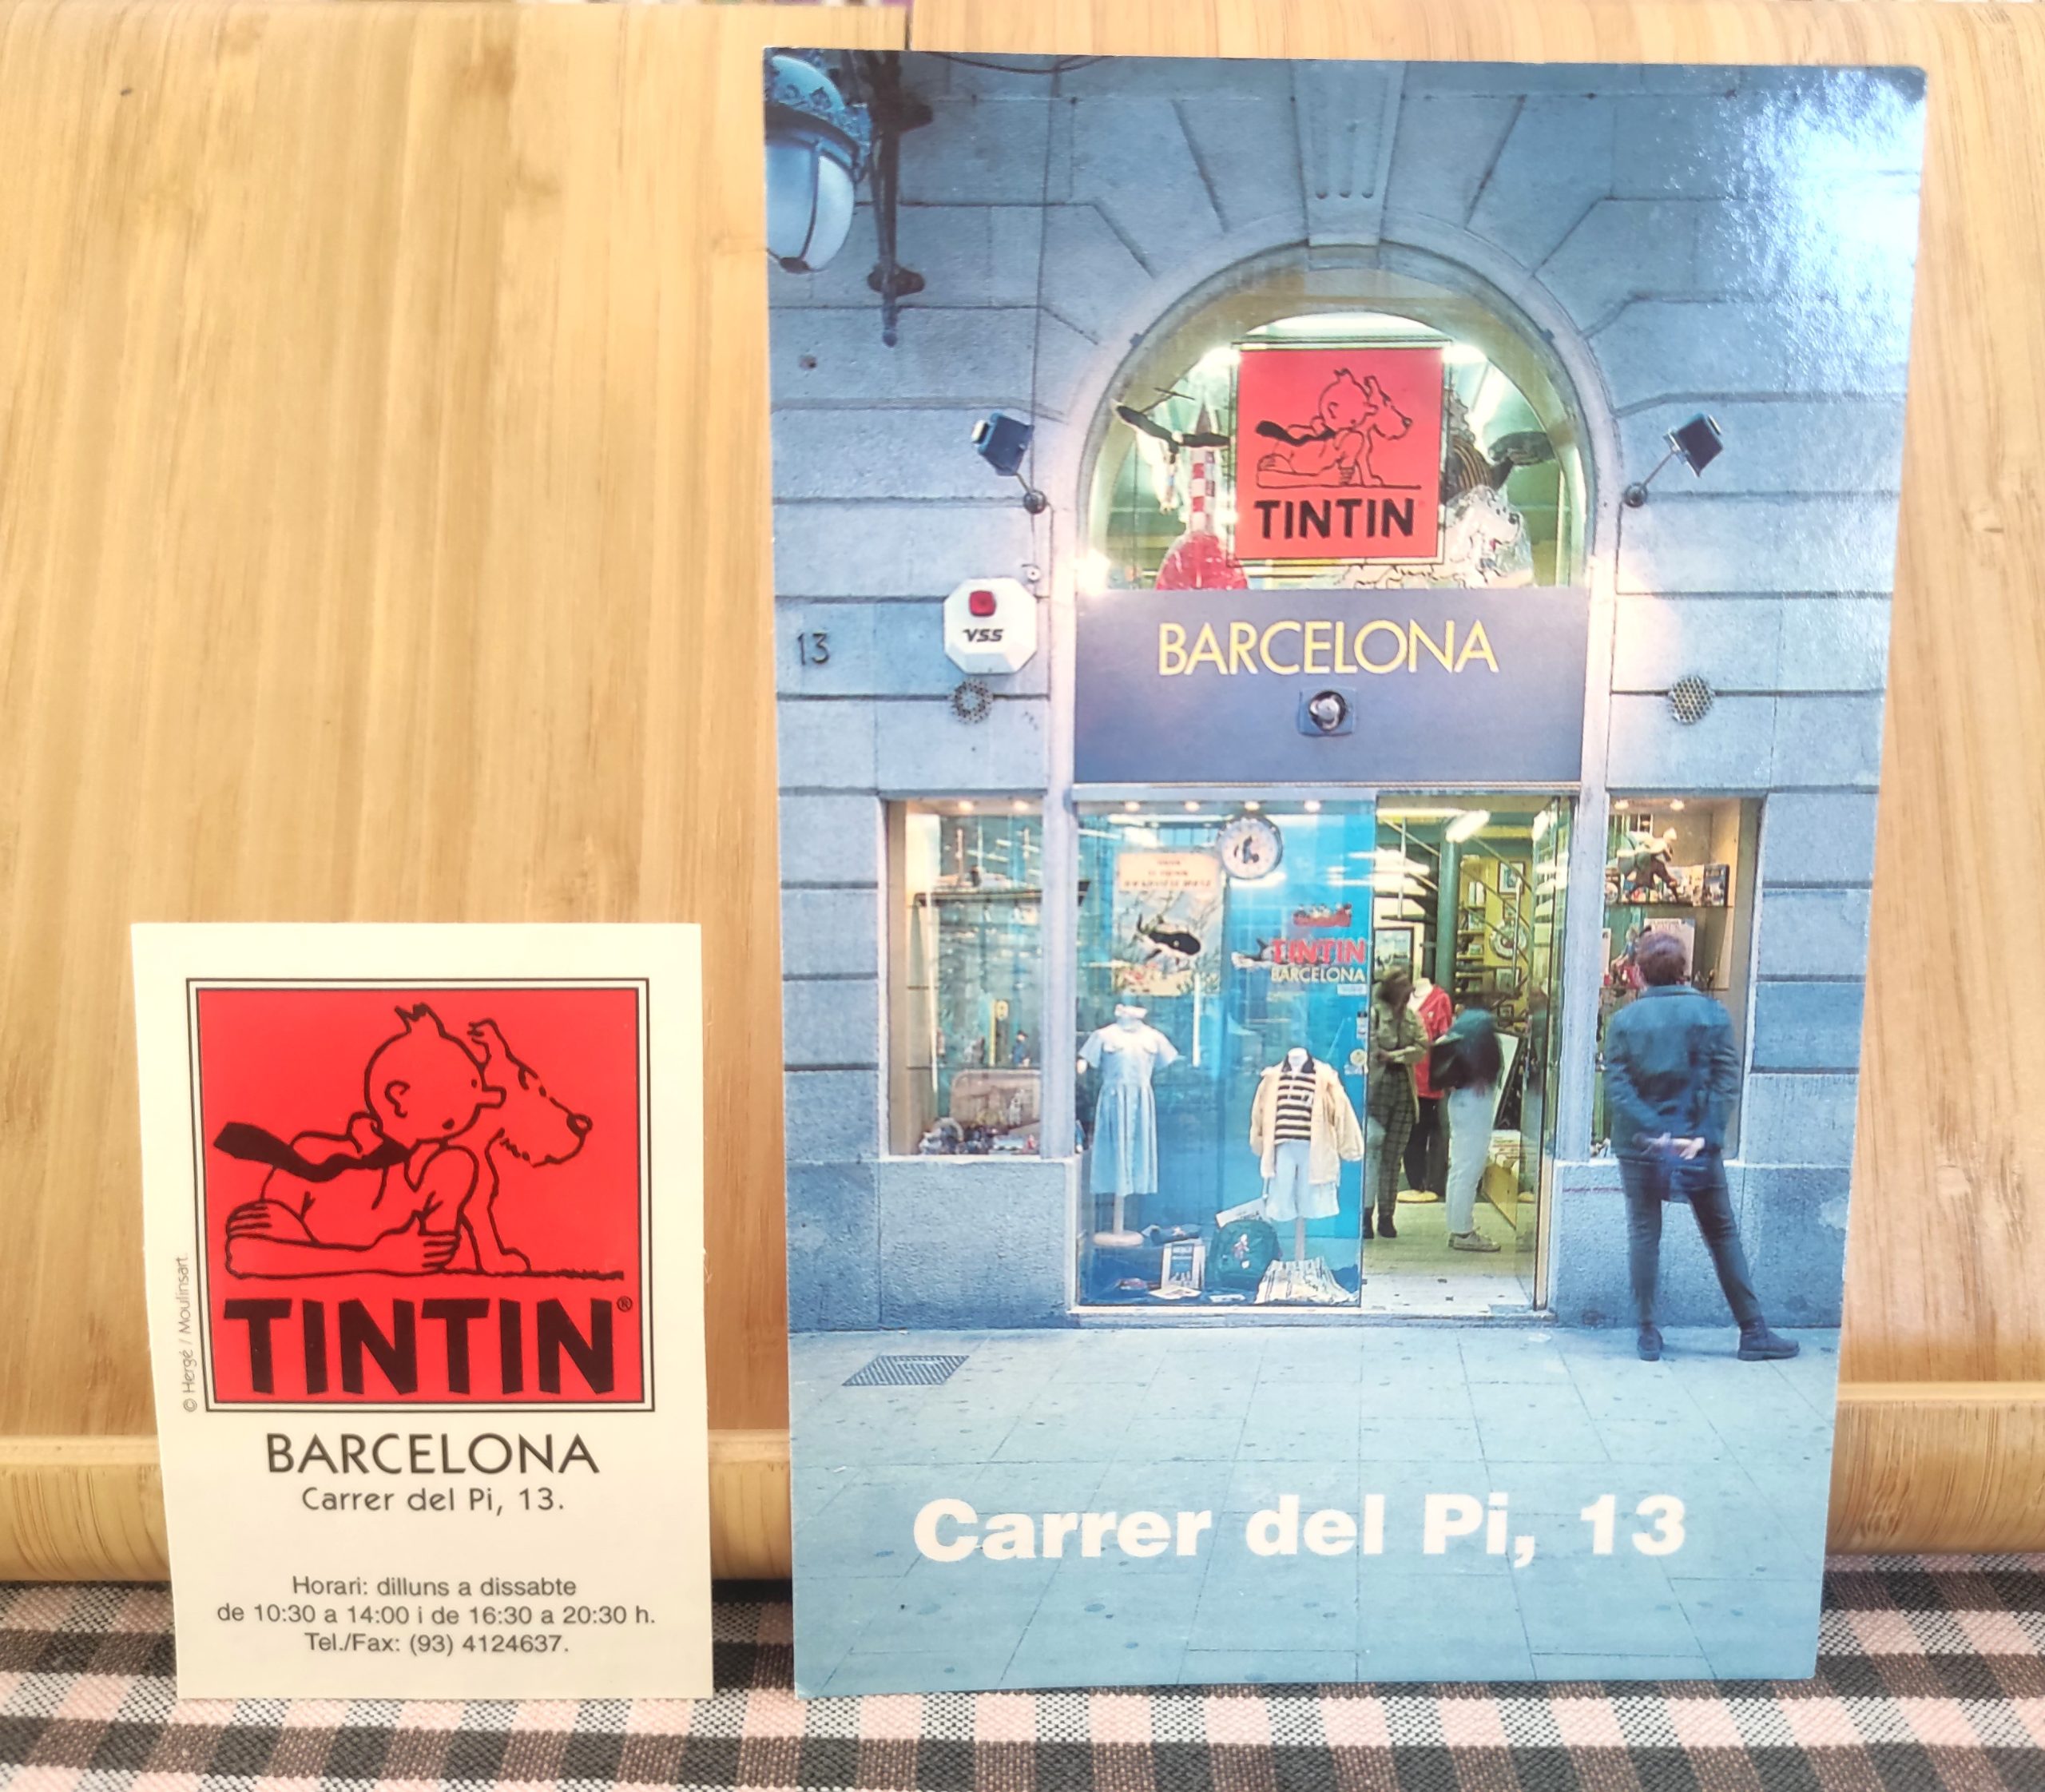 TINTIN®
© Hergé / Moulinsart.
BARCELONA
Carrer del Pi, 13.
Horari: dilluns a dissabte
de 10:30 a 14:00 i de 16:30 a 20:30 h.
Tel./Fax: (93) 4124637.
TINTIN
BARCELONA
13
VSS
TINTIN
BARCELONA
Carrer del Pi, 13